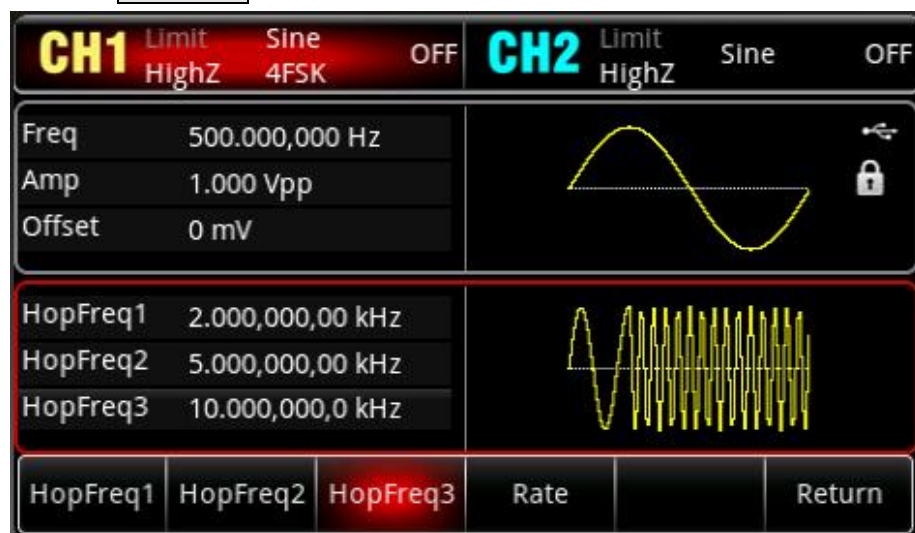 CH1 Limit Sine OFF CH2 Limit Sine OFF
HighZ 4FSK HighZ
Freq 500.000,000 Hz
Amp 1.000 Vpp
Offset 0 mV
HopFreq1 2.000,000,00 kHz
HopFreq2 5.000,000,00 kHz
HopFreq3 10.000,000,0 kHz
HopFreq1 HopFreq2 HopFreq3 Rate Return